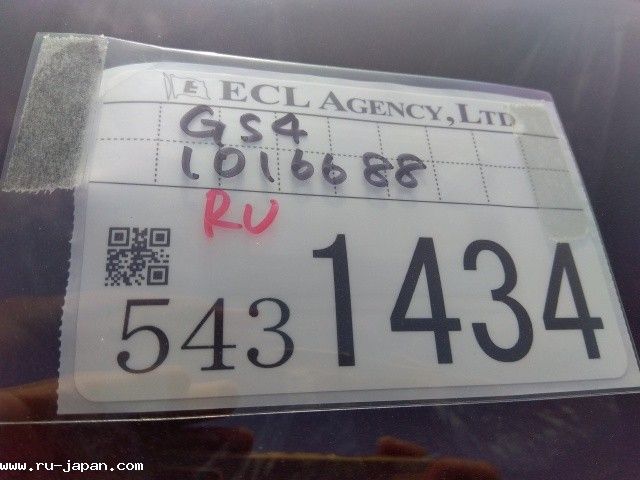 E ECL AGENCY, LTD
GS4
1016688
RU
543 1434
www.ru-japan.com